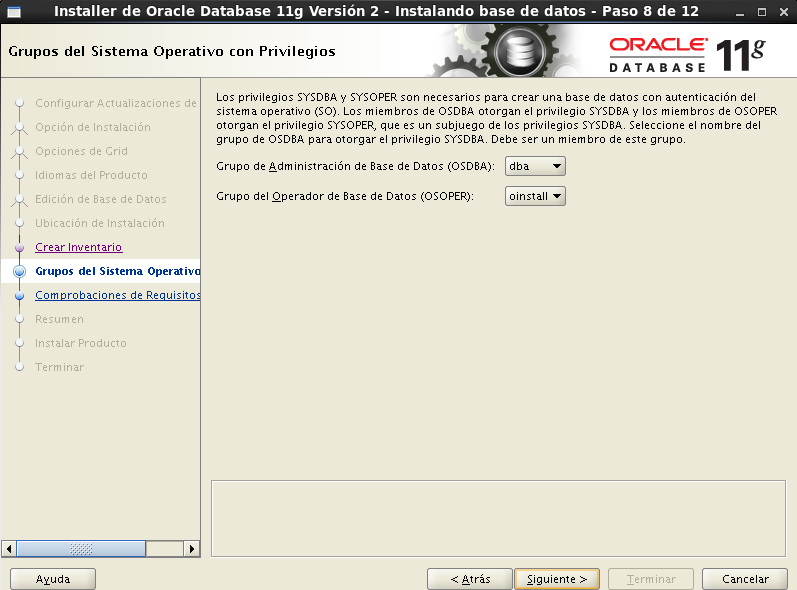 Installer de Oracle Database 11g Versión 2 - Instalando base de datos - Paso 8 de 12
Grupos del Sistema Operativo con Privilegios
ORACLE®
DATABASE
11g
Configurar Actualizaciones de
Opción de Instalación
Opciones de Grid
Idiomas del Producto
Edición de Base de Datos
Ubicación de Instalación
Crear Inventario
Grupos del Sistema Operativo
Comprobaciones de Requisitos
Resumen
Instalar Producto
Terminar
Los privilegios SYSDBA y SYSOPER son necesarios para crear una base de datos con autenticación del
sistema operativo (SO). Los miembros de OSDBA otorgan el privilegio SYSDBA y los miembros de OSOPER
otorgan el privilegio SYSOPER, que es un subjuego de los privilegios SYSDBA. Seleccione el nombre del
grupo de OSDBA para otorgar el privilegio SYSDBA. Debe ser un miembro de este grupo.
Grupo de Administración de Base de Datos (OSDBA): dba
Grupo del Operador de Base de Datos (OSOPER): oinstall
Ayuda
< Atrás
Siguiente >
Terminar
Cancelar